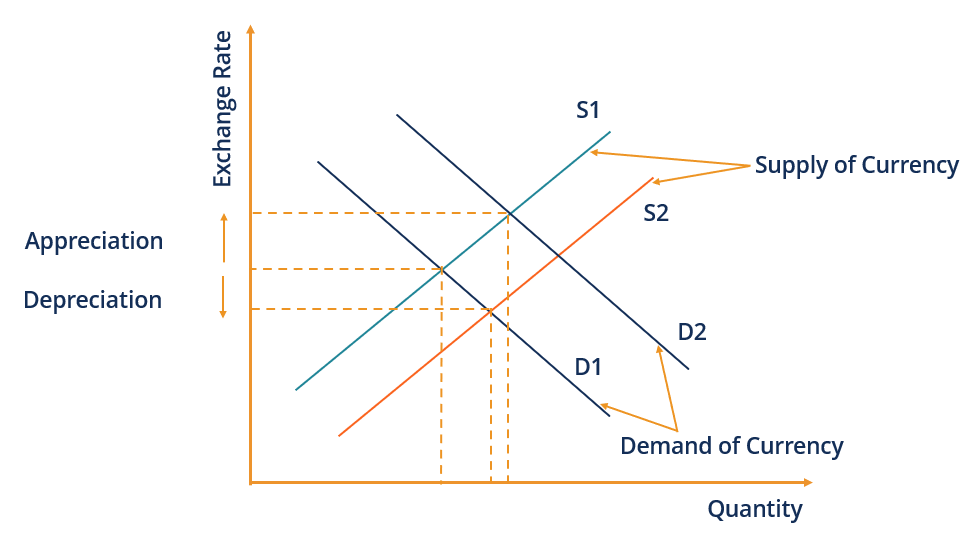 Exchange Rate
S1
Supply of Currency
S2
Appreciation
Depreciation
D2
D1
Demand of Currency
Quantity